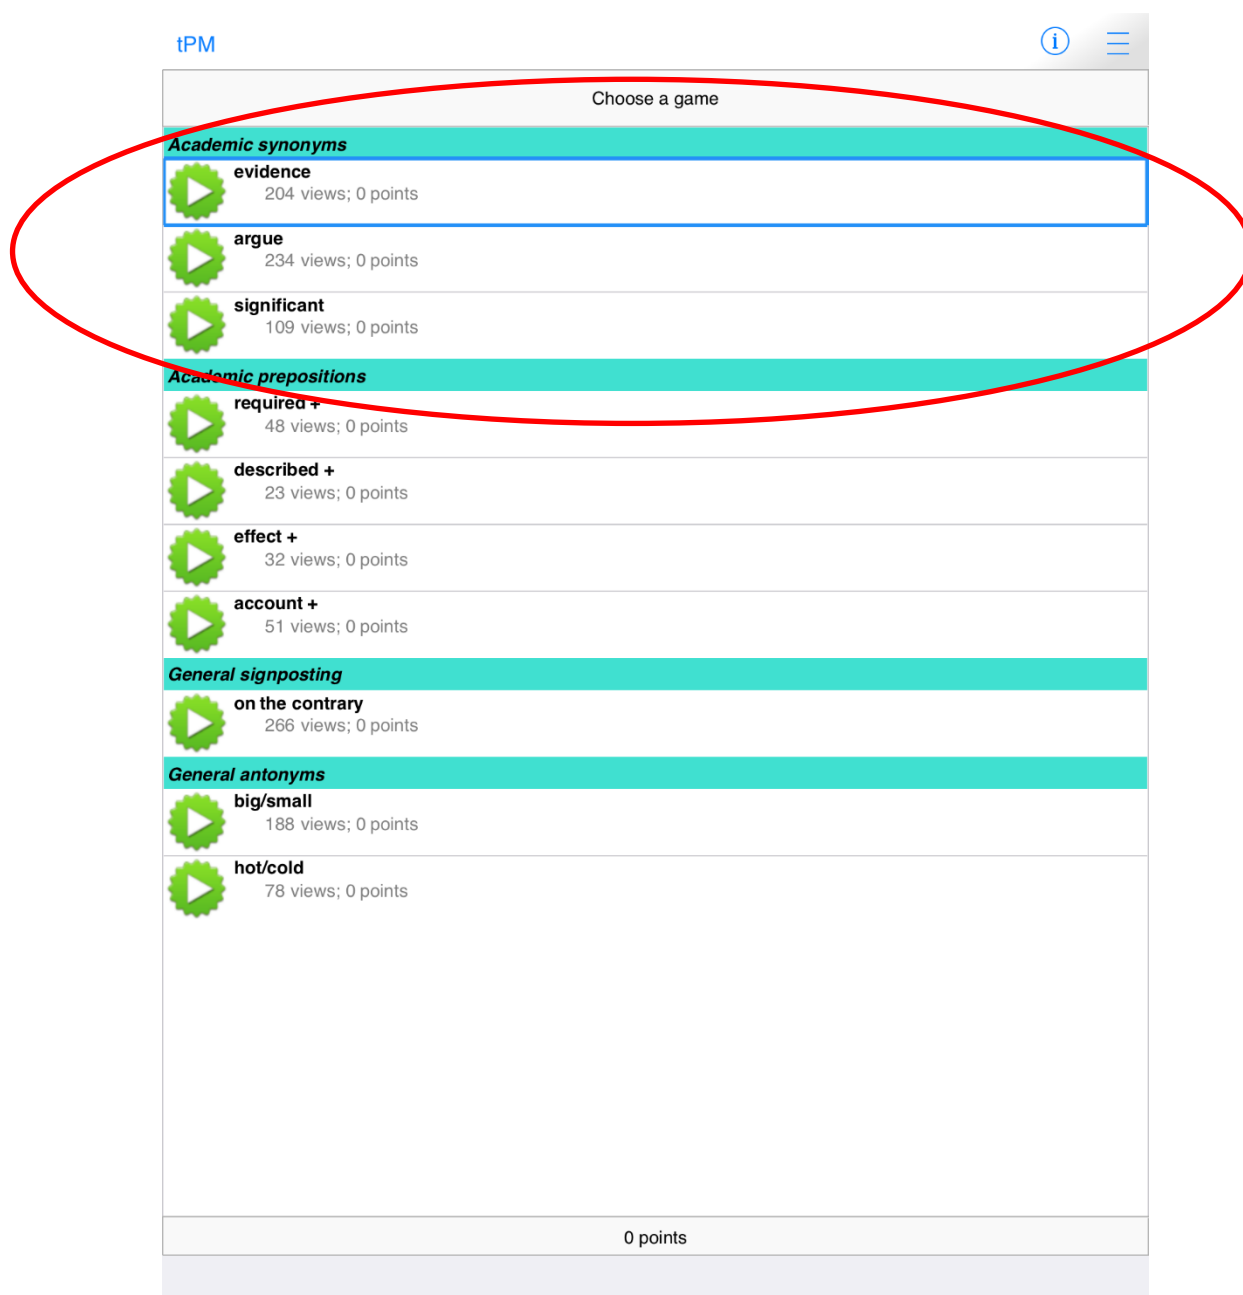 tPM
Choose a game
Academic synonyms
evidence
204 views; 0 points
argue
234 views; 0 points
significant
109 views; 0 points
Academic prepositions
required +
48 views; 0 points
described +
23 views; 0 points
effect +
32 views; 0 points
account +
51 views; 0 points
General signposting
on the contrary
266 views; 0 points
General antonyms
big/small
188 views; 0 points
hot/cold
78 views; 0 points
0 points